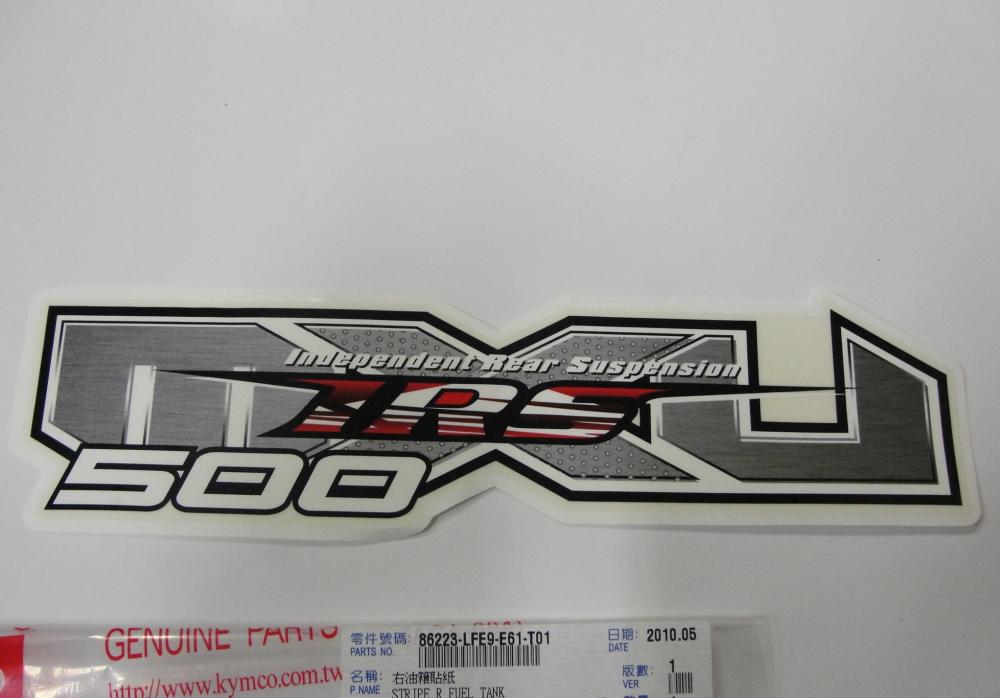 MXU
Independent Rear Suspension
IRS
500
GENUINE PARTS
http://www.kymco.com.tw
零件號碼: 86223-LFE9-E61-T01
PARTS NO.
日期: 2010.05
DATE
名稱: 右油箱貼紙
P.NAME STRIPE R FUEL TANK
版數: 1
VER